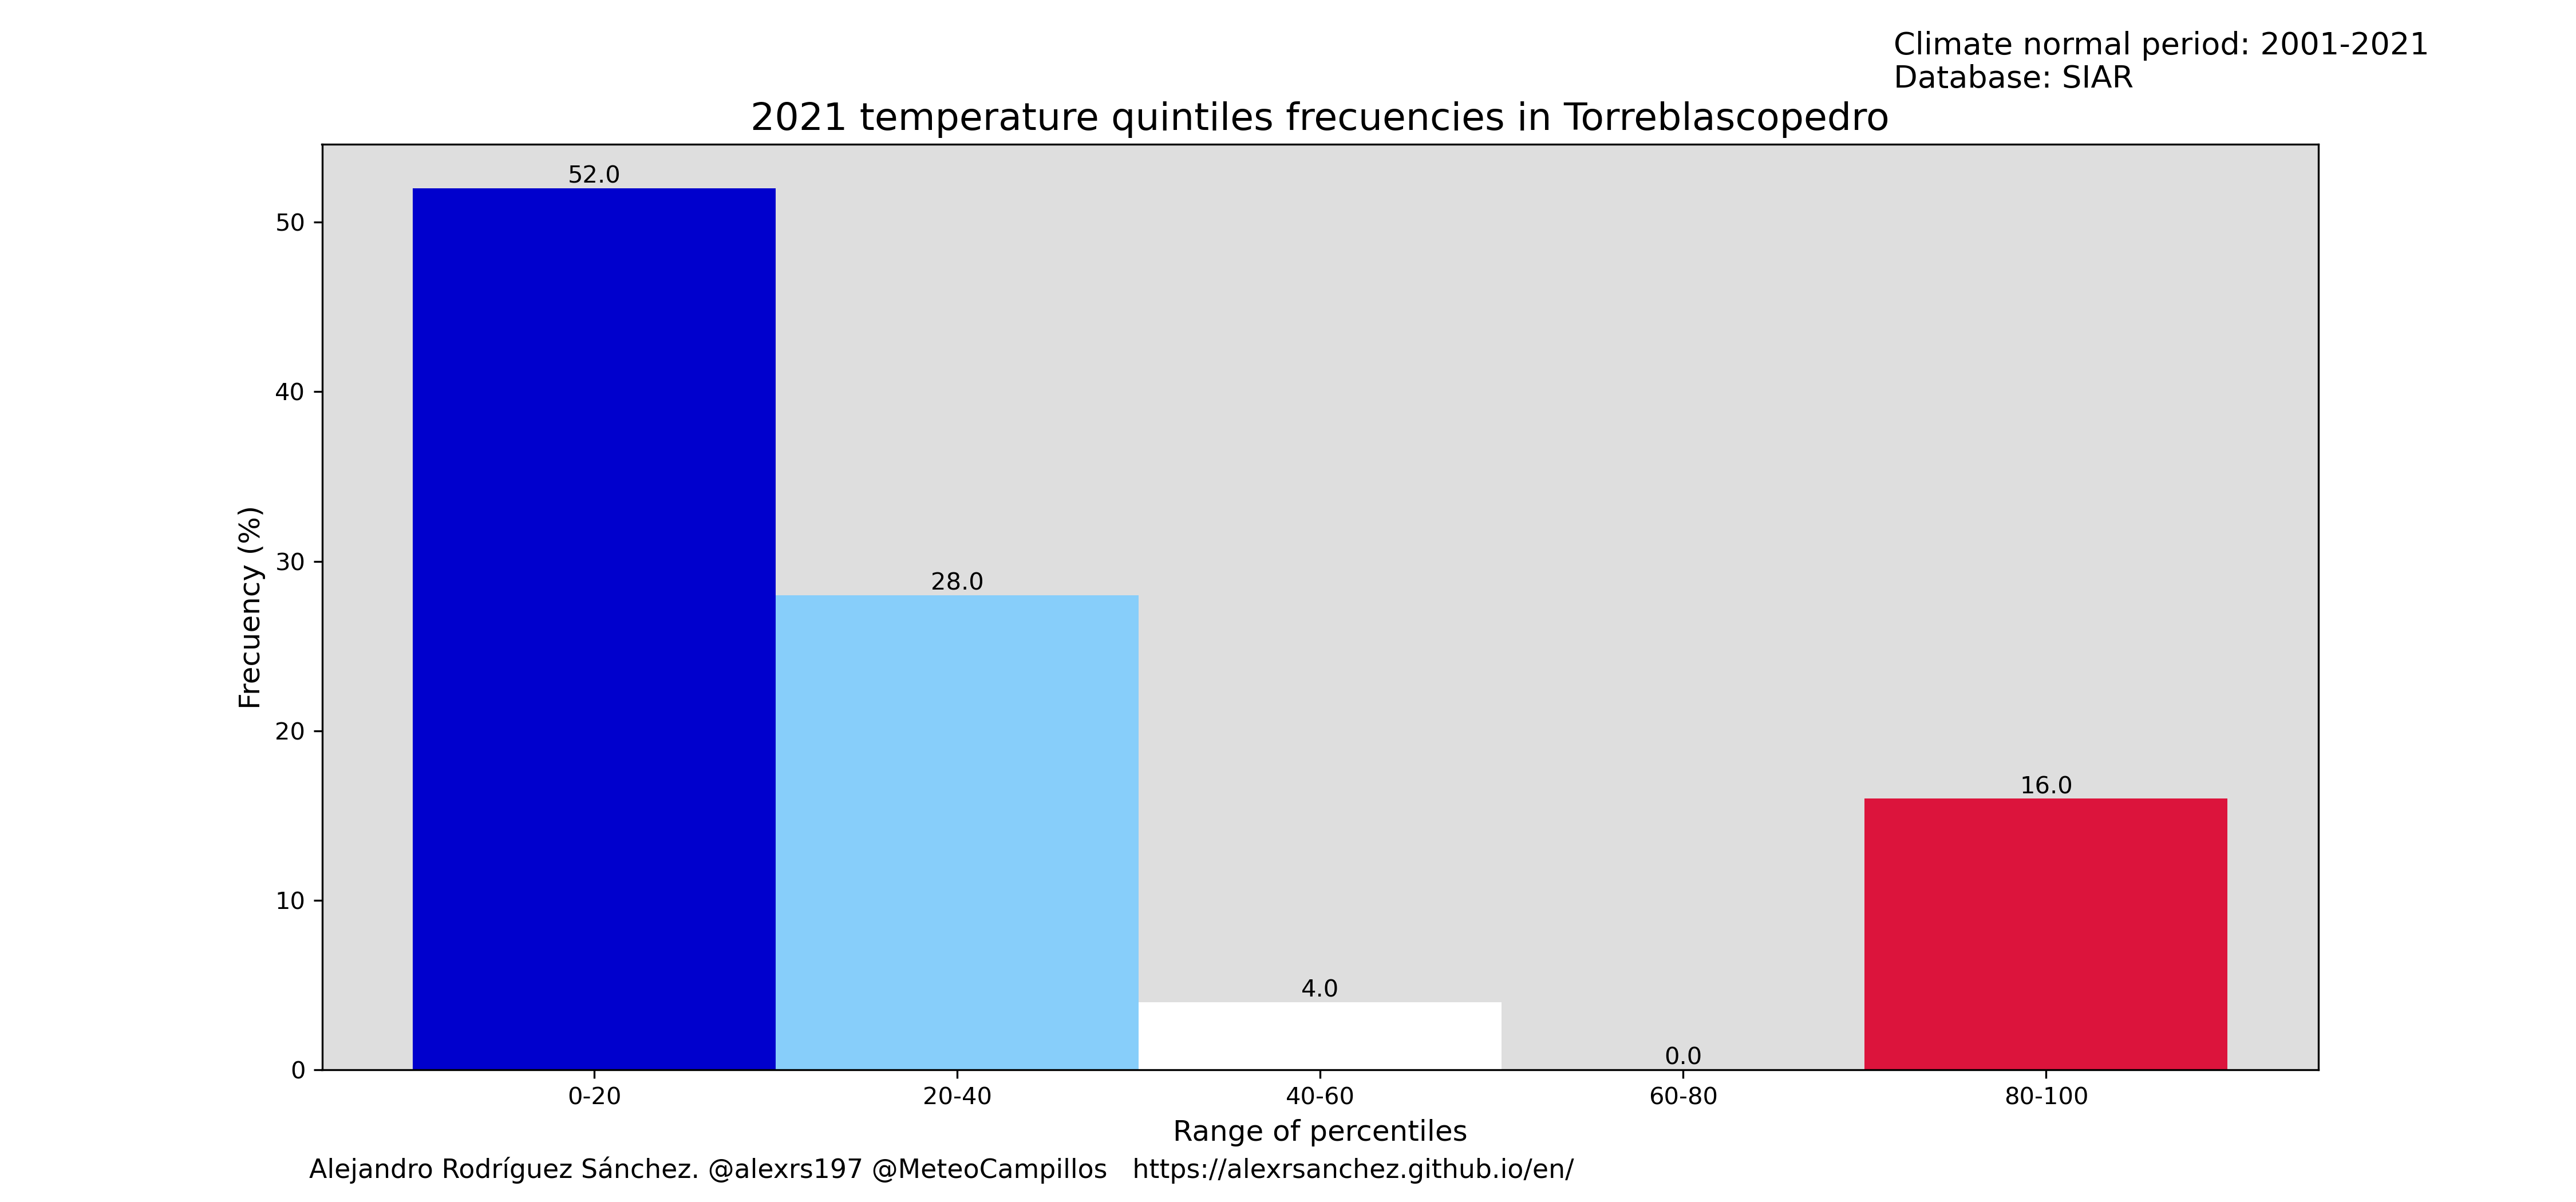 Climate normal period: 2001-2021
Database: SIAR
2021 temperature quintiles frecuencies in Torreblascopedro
52.0
50
40
Frecuency (%)
30
28.0
20
16.0
10
4.0
0.0
0
0-20 20-40 40-60 60-80 80-100
Range of percentiles
Alejandro Rodríguez Sánchez. @alexrs197 @MeteoCampillos https://alexrsanchez.github.io/en/